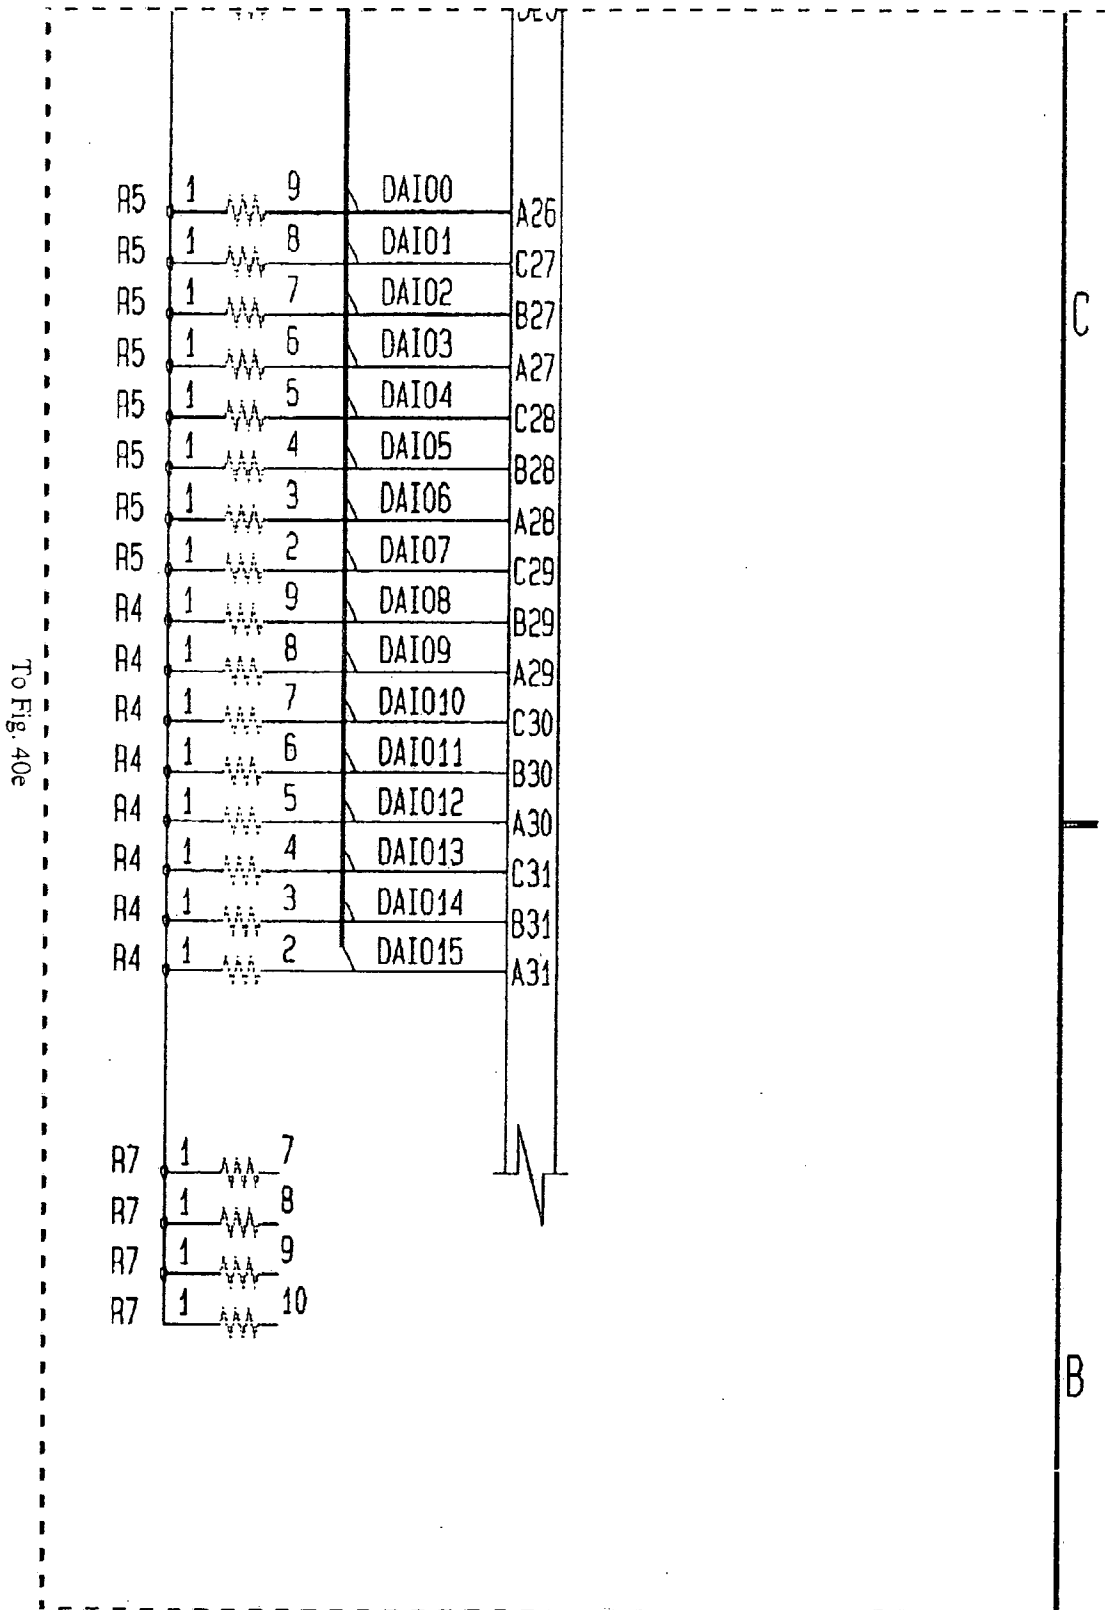 R5 1 9 DAI00 A26
R5 1 8 DAI01 C27
R5 1 7 DAI02 B27
R5 1 6 DAI03 A27
R5 1 5 DAI04 C28
R5 1 4 DAI05 B28
R5 1 3 DAI06 A28
R5 1 2 DAI07 C29
R4 1 9 DAI08 B29
R4 1 8 DAI09 A29
R4 1 7 DAI010 C30
R4 1 6 DAI011 B30
R4 1 5 DAI012 A30
R4 1 4 DAI013 C31
R4 1 3 DAI014 B31
R4 1 2 DAI015 A31
R7 1 7
R7 1 8
R7 1 9
R7 1 10
To Fig. 40e
C
B